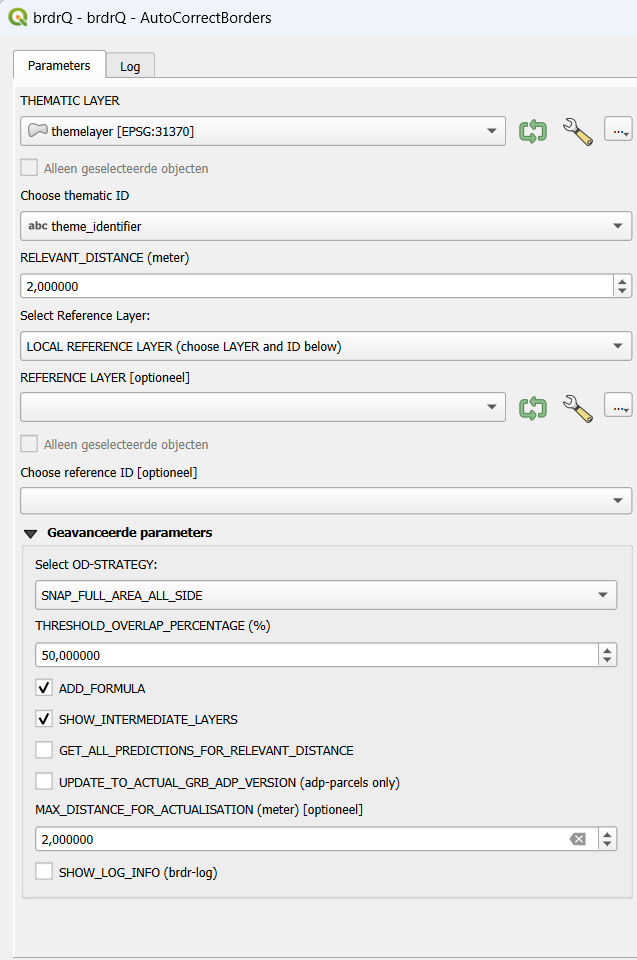 brdrQ - brdrQ - AutoCorrectBorders
Parameters
Log
THEMATIC LAYER
themelayer [EPSG:31370]
...
Alleen geselecteerde objecten
Choose thematic ID
abc theme_identifier
RELEVANT_DISTANCE (meter)
2,000000
Select Reference Layer:
LOCAL REFERENCE LAYER (choose LAYER and ID below)
REFERENCE LAYER [optioneel]
...
Alleen geselecteerde objecten
Choose reference ID [optioneel]
Geavanceerde parameters
Select OD-STRATEGY:
SNAP_FULL_AREA_ALL_SIDE
THRESHOLD_OVERLAP_PERCENTAGE (%)
50,000000
ADD_FORMULA
SHOW_INTERMEDIATE_LAYERS
GET_ALL_PREDICTIONS_FOR_RELEVANT_DISTANCE
UPDATE_TO_ACTUAL_GRB_ADP_VERSION (adp-parcels only)
MAX_DISTANCE_FOR_ACTUALISATION (meter) [optioneel]
2,000000
SHOW_LOG_INFO (brdr-log)